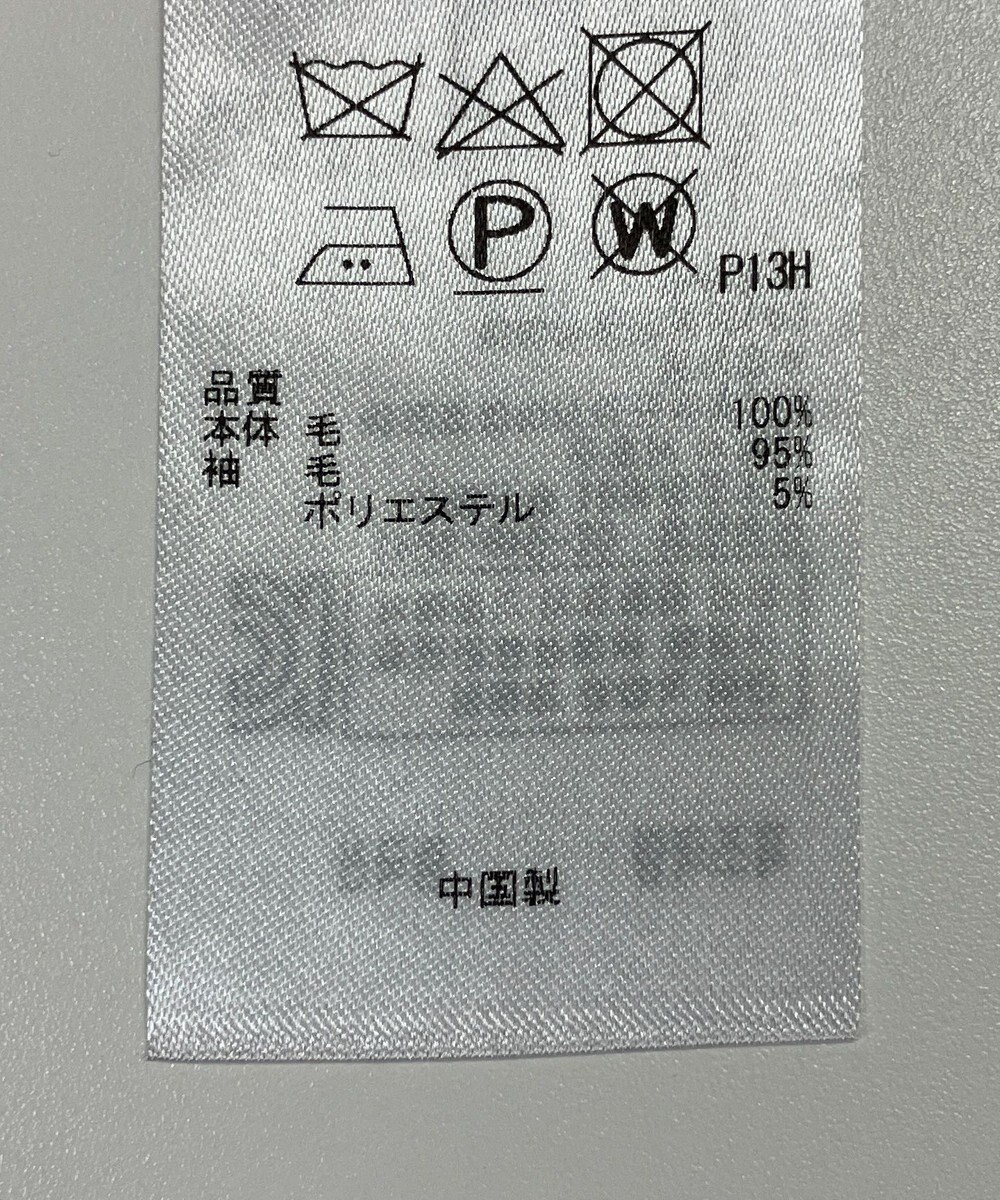 P
W
P13H
品質
本体 毛 100%
袖 毛 95%
ポリエステル 5%
中国製